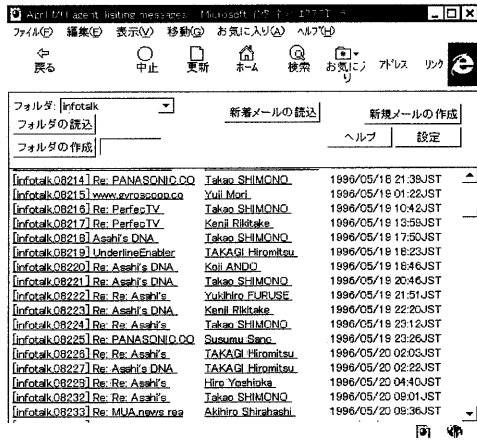 April MU agent listing messages - Microsoft
ファイル(F) 編集(E) 表示(V) 移動(G) お気に入り(A) ヘルプ(H)
戻る 中止 更新 ホーム 検索 お気に入り アドレス リンク
フォルダ: infotalk 新着メールの読込 新規メールの作成
フォルダの読込
フォルダの作成 ヘルプ 設定
[infotalk.08214] Re: PANASONIC.CO Takao SHIMONO 1996/05/18 21:39JST
[infotalk.08215] www.gyroscope.co Yuji Mori 1996/05/19 01:22JST
[infotalk.08216] Re: PerfecTV Takao SHIMONO 1996/05/19 10:42JST
[infotalk.08217] Re: PerfecTV Kenji Rikitake 1996/05/19 13:59JST
[infotalk.08218] Asahi's DNA Takao SHIMONO 1996/05/19 17:50JST
[infotalk.08219] UnderlineEnabler TAKAGI Hiromitsu 1996/05/19 18:23JST
[infotalk.08220] Re: Asahi's DNA Koji ANDO 1996/05/19 18:46JST
[infotalk.08221] Re: Asahi's DNA Takao SHIMONO 1996/05/19 20:46JST
[infotalk.08222] Re: Re: Asahi's Yukihiro FURUSE 1996/05/19 21:51JST
[infotalk.08223] Re: Asahi's DNA Kenji Rikitake 1996/05/19 22:20JST
[infotalk.08224] Re: Re: Asahi's Takao SHIMONO 1996/05/19 23:12JST
[infotalk.08225] Re: PANASONIC.CO Susumu Sano 1996/05/19 23:26JST
[infotalk.08226] Re: Re: Asahi's TAKAGI Hiromitsu 1996/05/20 02:03JST
[infotalk.08227] Re: Asahi's DNA TAKAGI Hiromitsu 1996/05/20 02:22JST
[infotalk.08229] Re: Re: Asahi's Hiro Yoshioka 1996/05/20 04:40JST
[infotalk.08232] Re: Re: Asahi's Takao SHIMONO 1996/05/20 09:01JST
[infotalk.08233] Re: MUA,news rea Akihiro Shirahashi 1996/05/20 09:36JST